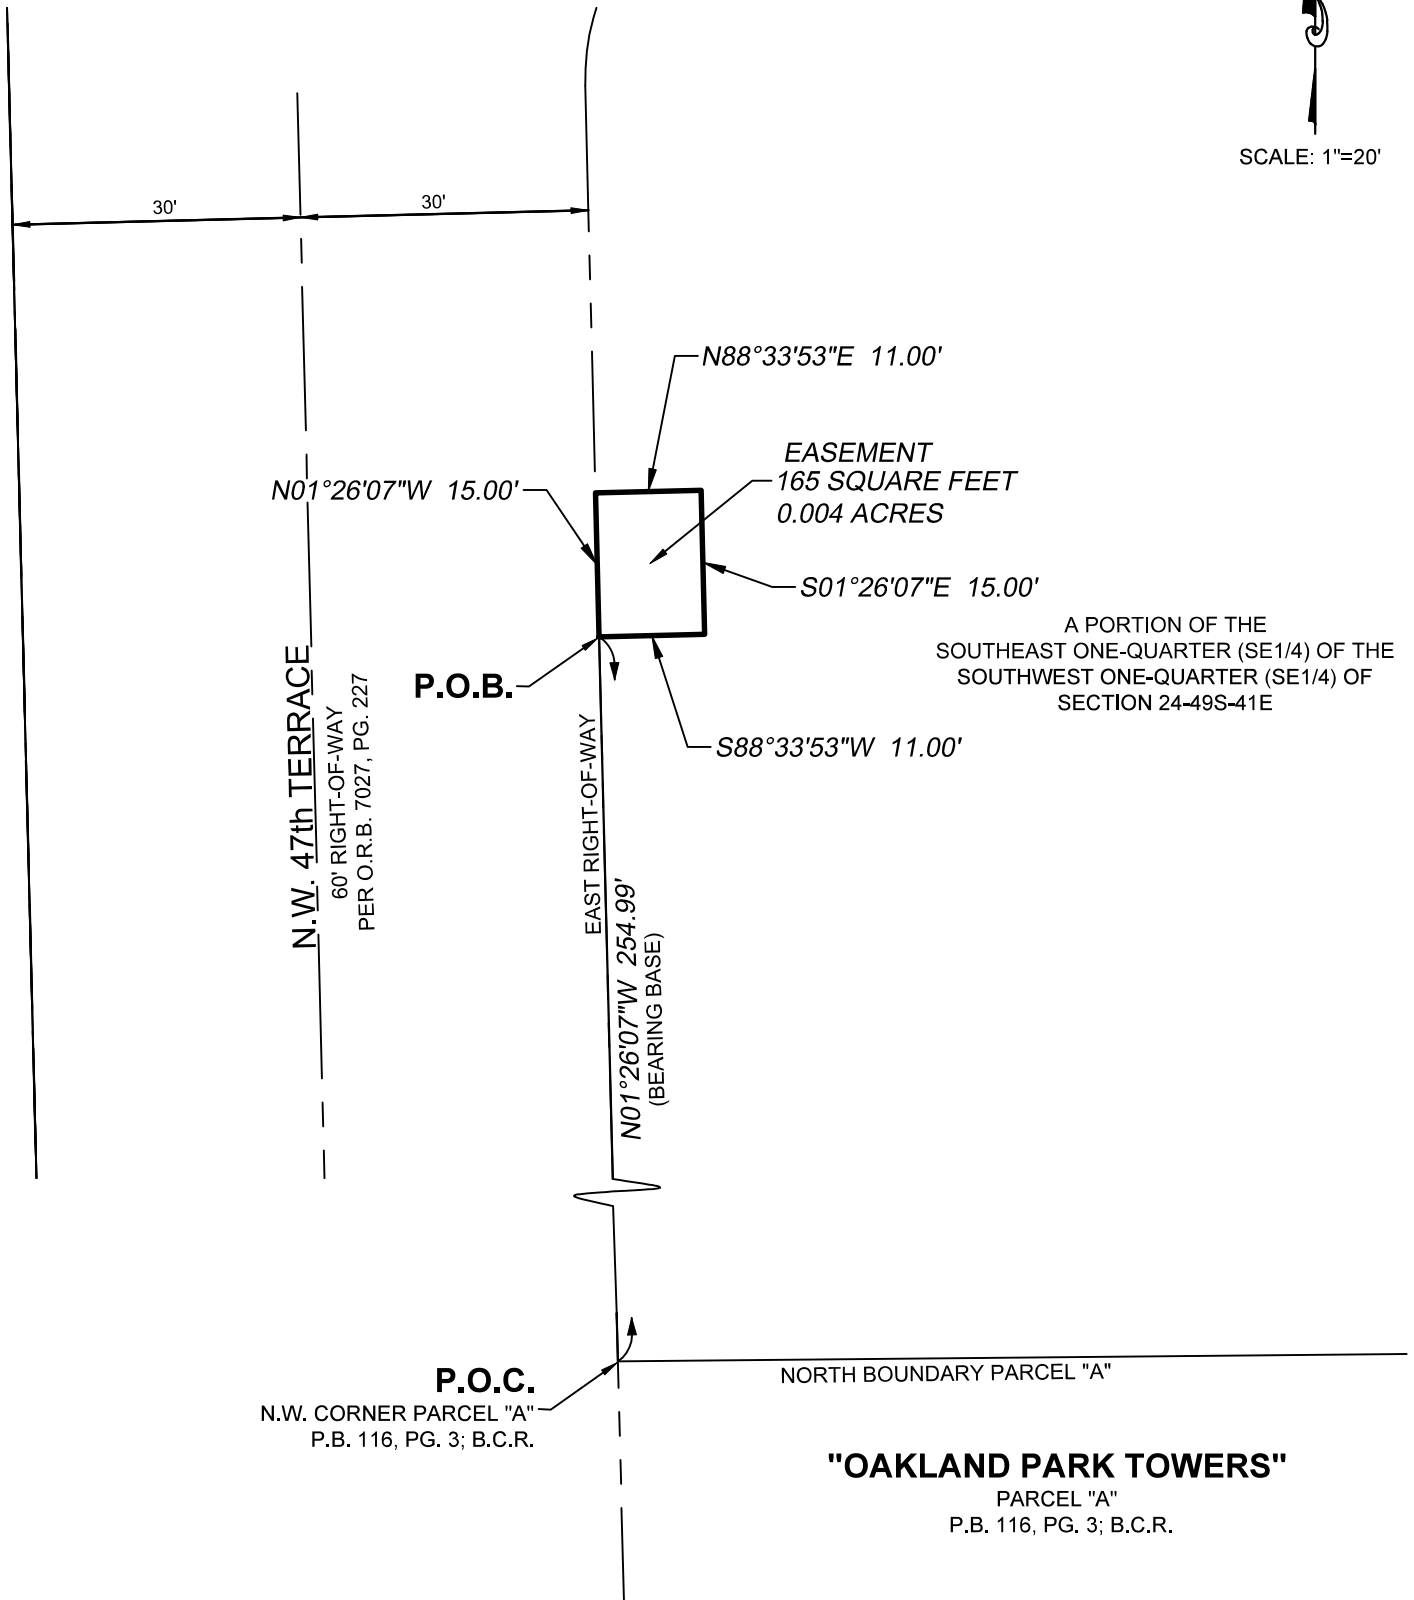 SCALE: 1"=20'
30'
30'
N88°33'53"E 11.00'
EASEMENT
165 SQUARE FEET
0.004 ACRES
N01°26'07"W 15.00'
S01°26'07"E 15.00'
A PORTION OF THE
SOUTHEAST ONE-QUARTER (SE1/4) OF THE
SOUTHWEST ONE-QUARTER (SE1/4) OF
SECTION 24-49S-41E
P.O.B.
S88°33'53"W 11.00'
N.W. 47th TERRACE
60' RIGHT-OF-WAY
PER O.R.B. 7027, PG. 227
EAST RIGHT-OF-WAY
N01°26'07"W 254.99'
(BEARING BASE)
P.O.C.
N.W. CORNER PARCEL "A"
P.B. 116, PG. 3; B.C.R.
NORTH BOUNDARY PARCEL "A"
"OAKLAND PARK TOWERS"
PARCEL "A"
P.B. 116, PG. 3; B.C.R.